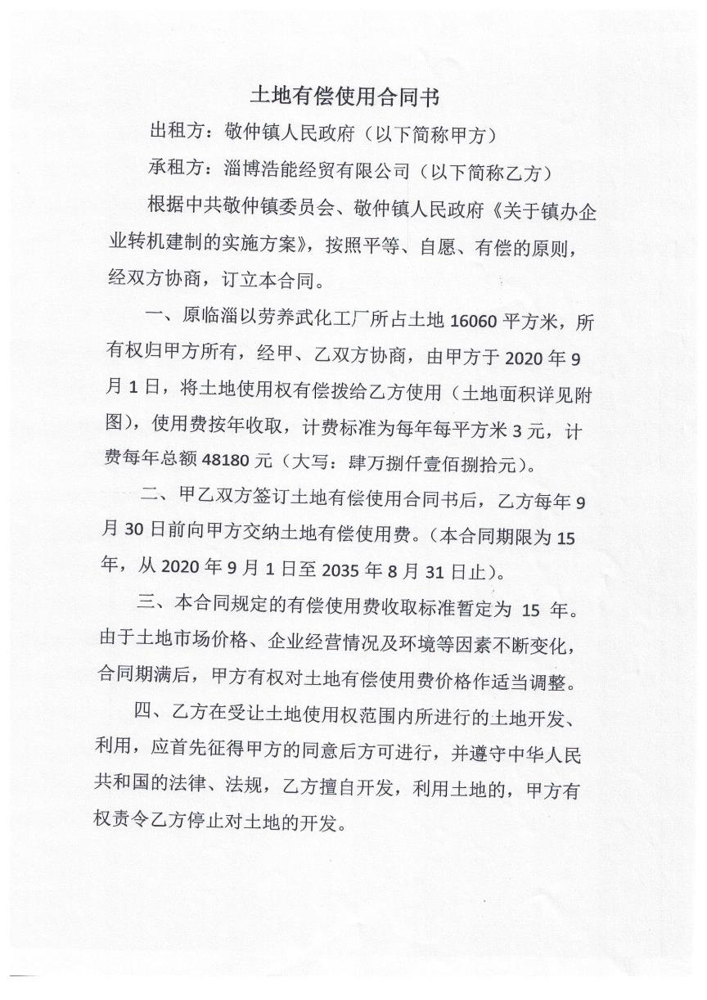 土地有偿使用合同书
出租方：敬仲镇人民政府（以下简称甲方）
承租方：淄博浩能经贸有限公司（以下简称乙方）
根据中共敬仲镇委员会、敬仲镇人民政府《关于镇办企
业转机建制的实施方案》，按照平等、自愿、有偿的原则，
经双方协商，订立本合同。
一、原临淄以劳养武化工厂所占土地 16060 平方米，所
有权归甲方所有，经甲、乙双方协商，由甲方于 2020 年 9
月 1 日，将土地使用权有偿拨给乙方使用（土地面积详见附
图），使用费按年收取，计费标准为每年每平方米 3 元，计
费每年总额 48180 元（大写：肆万捌仟壹佰捌拾元）。
二、甲乙双方签订土地有偿使用合同书后，乙方每年 9
月 30 日前向甲方交纳土地有偿使用费。（本合同期限为 15
年，从 2020 年 9 月 1 日至 2035 年 8 月 31 日止）。
三、本合同规定的有偿使用费收取标准暂定为 15 年。
由于土地市场价格、企业经营情况及环境等因素不断变化，
合同期满后，甲方有权对土地有偿使用费价格作适当调整。
四、乙方在受让土地使用权范围内所进行的土地开发、
利用，应首先征得甲方的同意后方可进行，并遵守中华人民
共和国的法律、法规，乙方擅自开发，利用土地的，甲方有
权责令乙方停止对土地的开发。